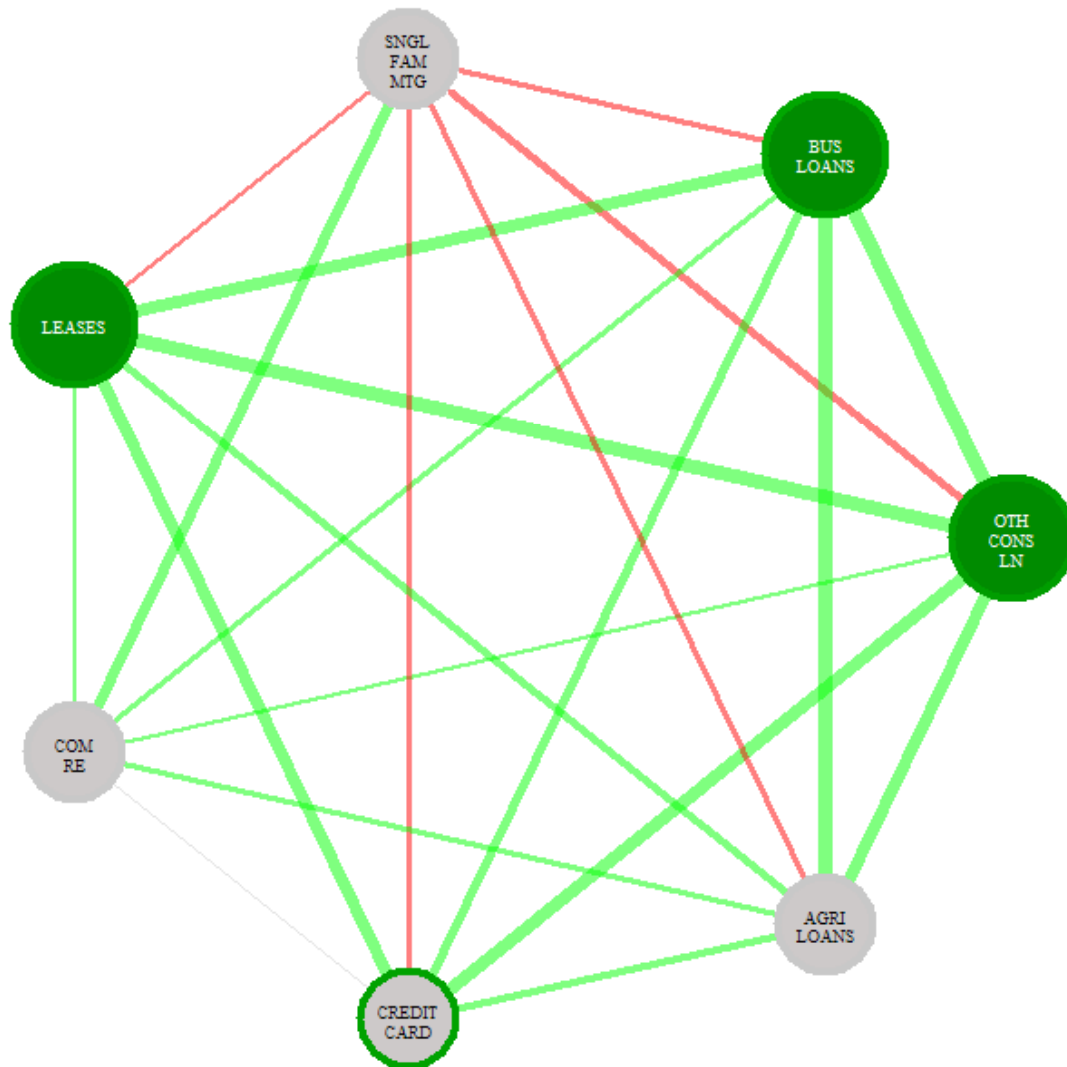 SNGL
FAM
MTG
BUS
LOANS
LEASES
OTH
CONS
LN
COM
RE
AGRI
LOANS
CREDIT
CARD